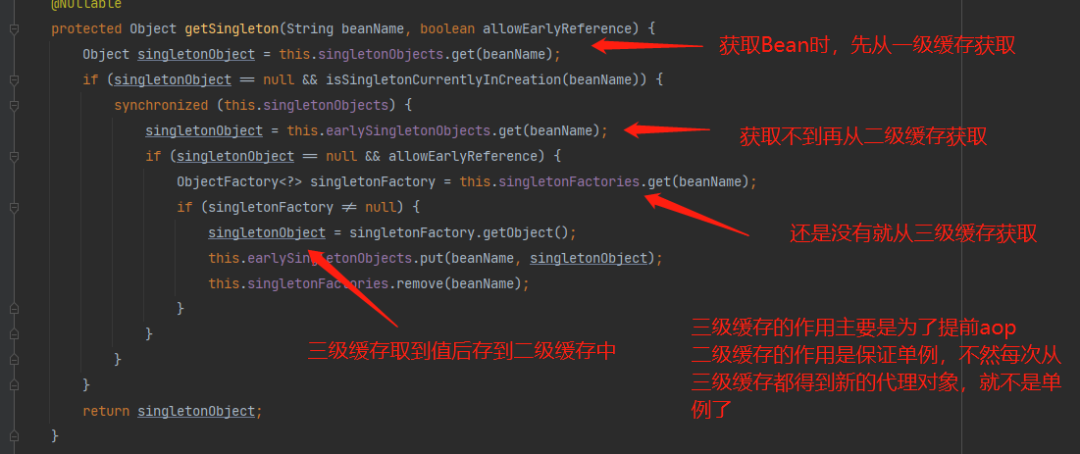 @Nullable
protected Object getSingleton(String beanName, boolean allowEarlyReference) {
Object singletonObject = this.singletonObjects.get(beanName);
获取Bean时，先从一级缓存获取
if (singletonObject == null && isSingletonCurrentlyInCreation(beanName)) {
synchronized (this.singletonObjects) {
singletonObject = this.earlySingletonObjects.get(beanName);
获取不到再从二级缓存获取
if (singletonObject == null && allowEarlyReference) {
ObjectFactory<?> singletonFactory = this.singletonFactories.get(beanName);
if (singletonFactory ≠ null) {
还是没有就从三级缓存获取
singletonObject = singletonFactory.getObject();
this.earlySingletonObjects.put(beanName, singletonObject);
this.singletonFactories.remove(beanName);
}
}
三级缓存取到值后存到二级缓存中
}
}
return singletonObject;
}
三级缓存的作用主要是为了提前aop
二级缓存的作用是保证单例，不然每次从
三级缓存都得到新的代理对象，就不是单
例了